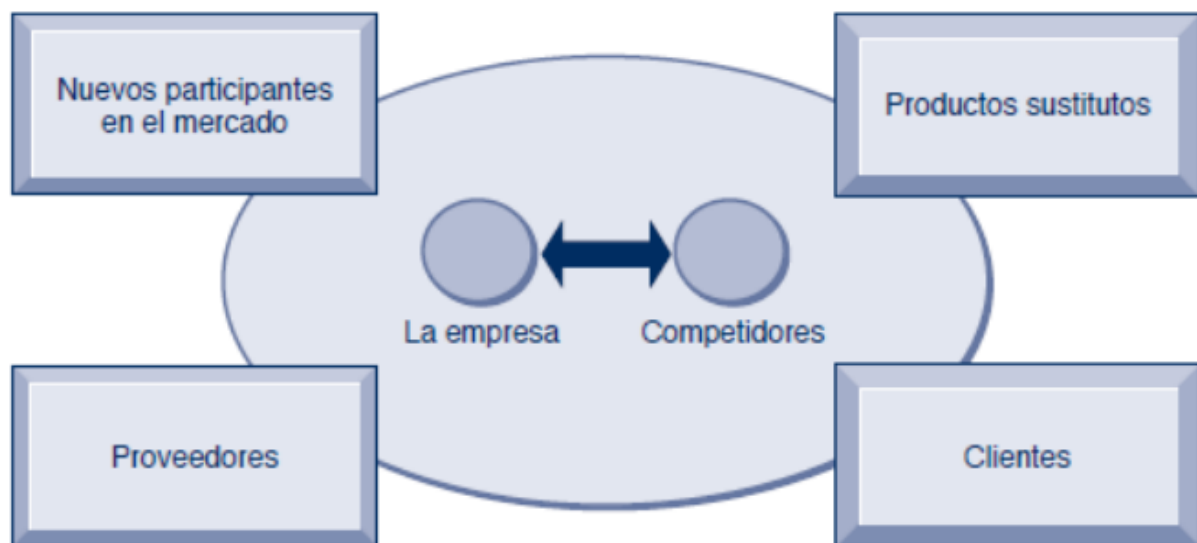 Nuevos participantes
en el mercado
Productos sustitutos
La empresa
Competidores
Proveedores
Clientes